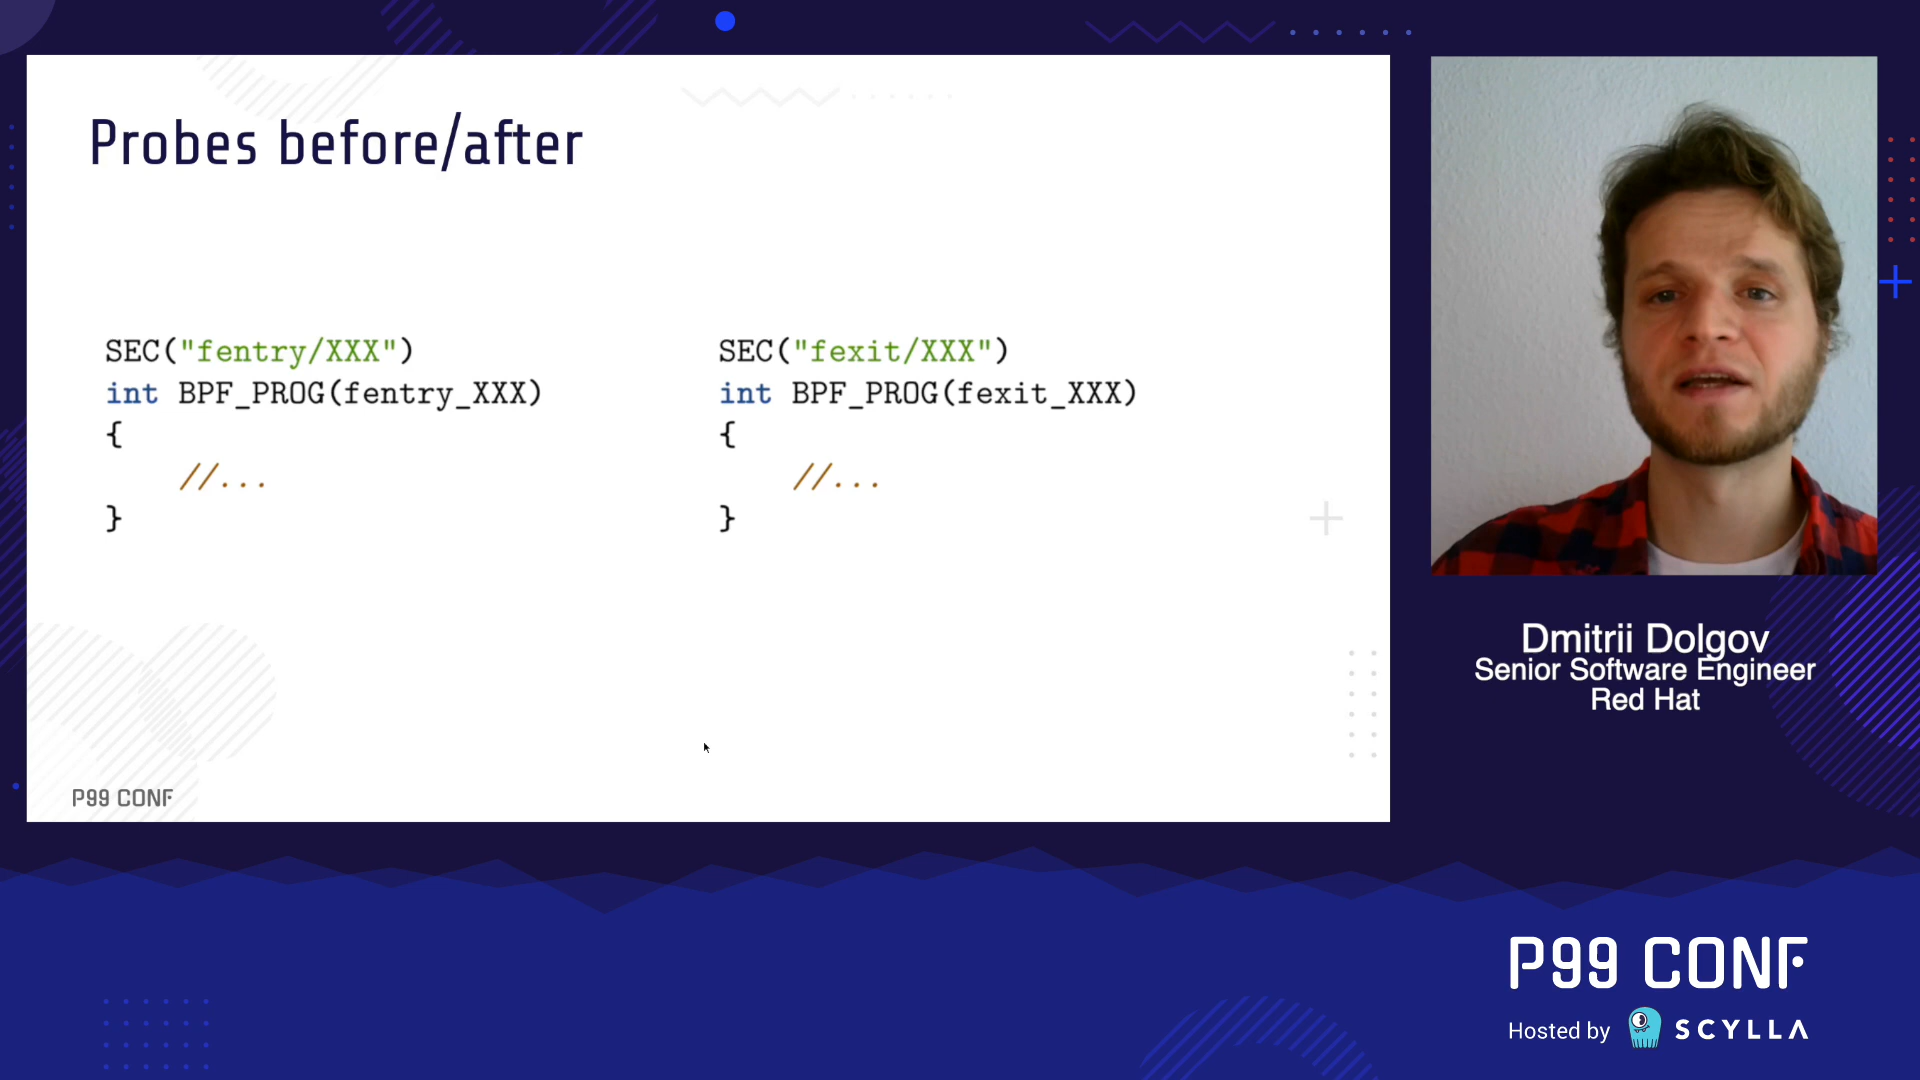 Probes before/after
SEC("fentry/XXX")
int BPF_PROG(fentry_XXX)
{
//...
}
SEC("fexit/XXX")
int BPF_PROG(fexit_XXX)
{
//...
}
P99 CONF
Dmitrii Dolgov
Senior Software Engineer
Red Hat
P99 CONF
Hosted by SCYLLA